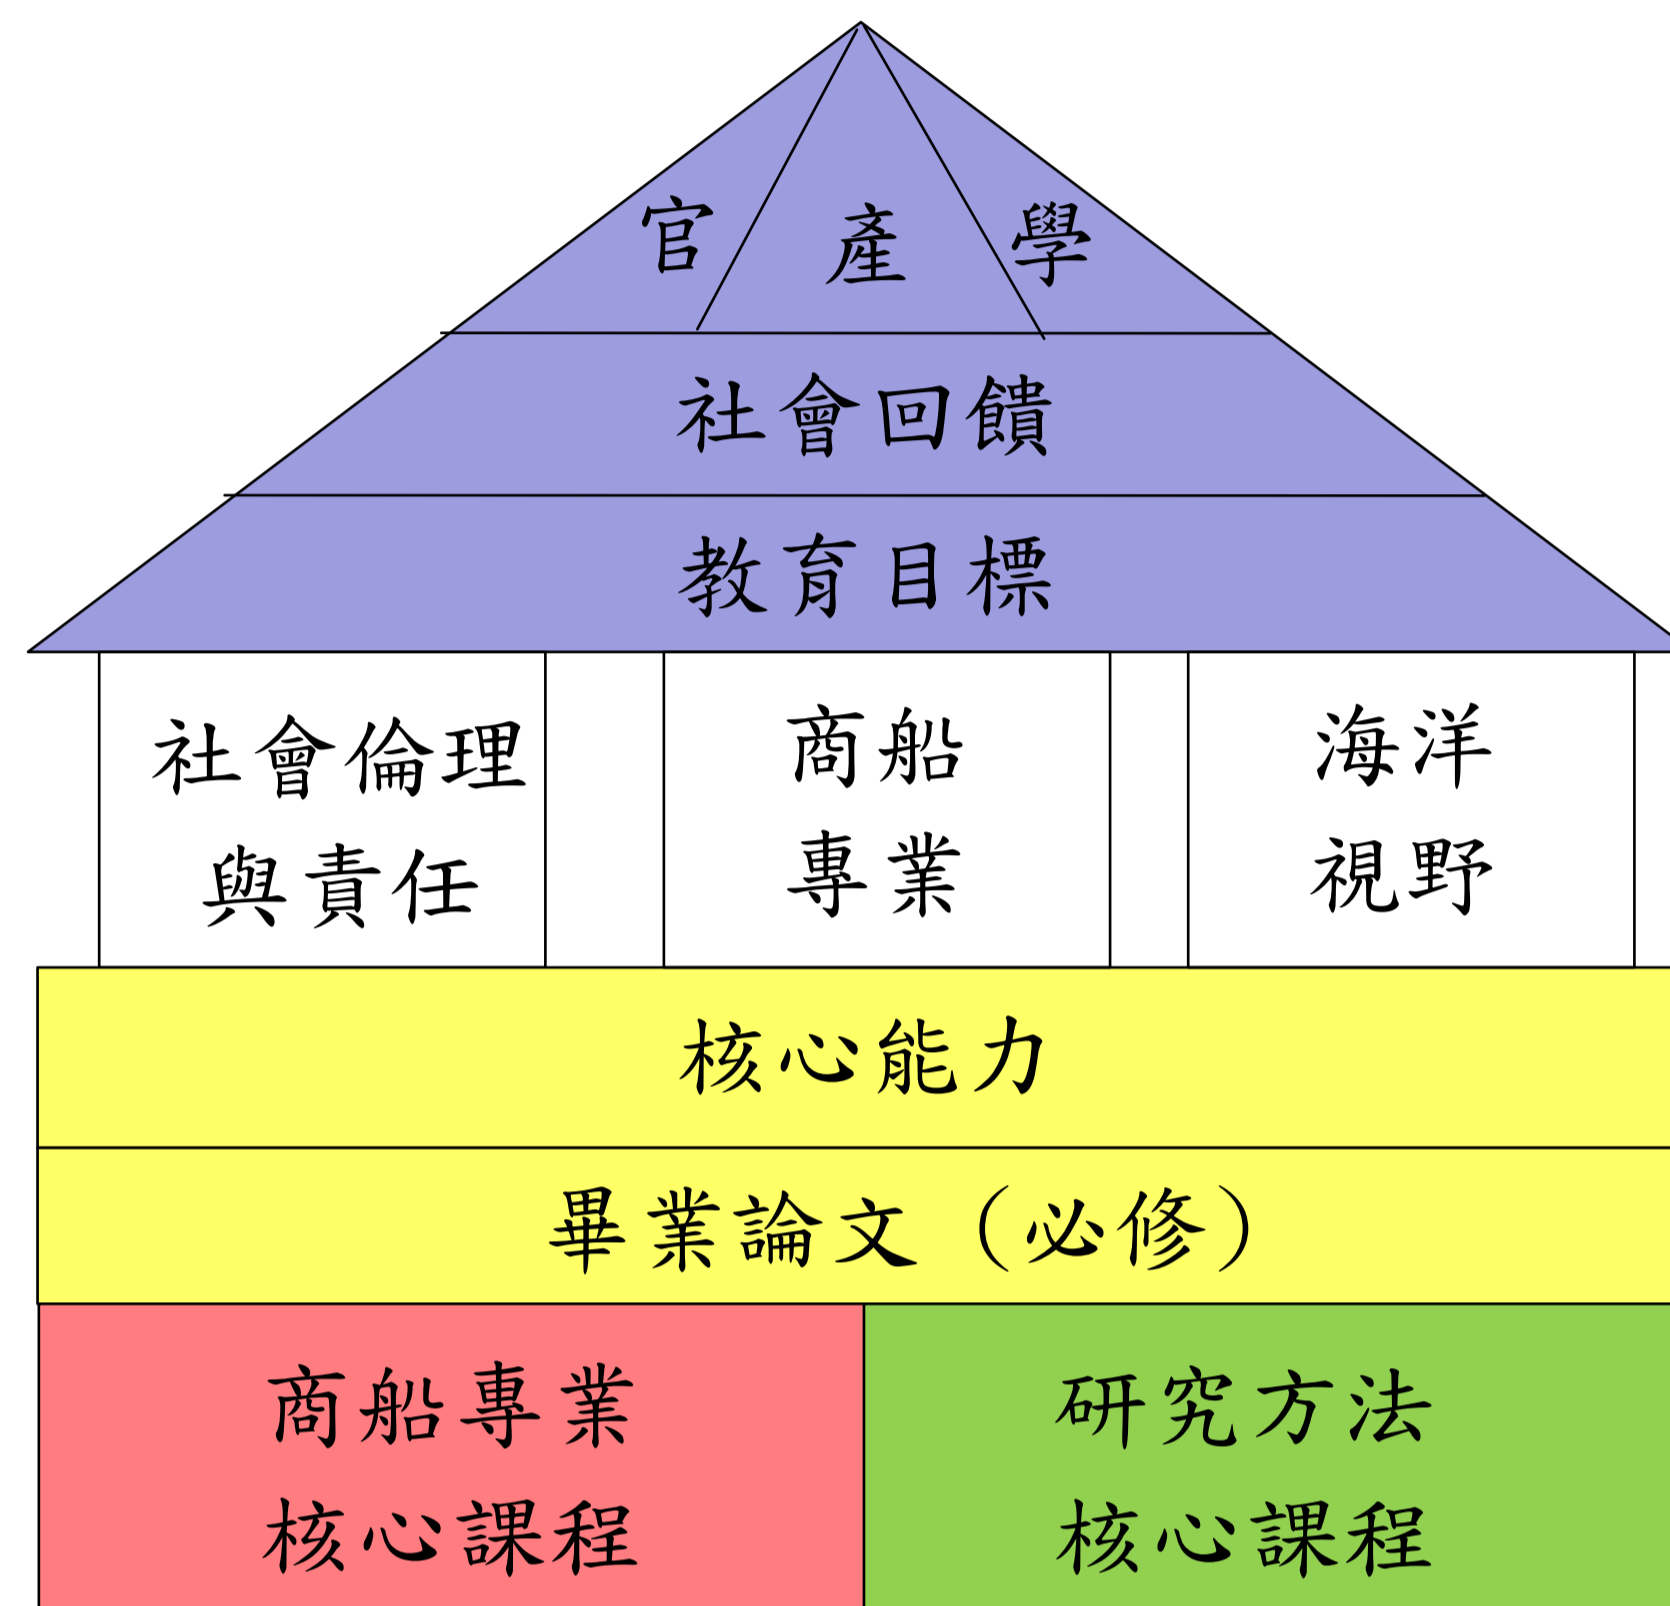 官 產 學
社會回饋
教育目標
社會倫理
與責任
商船
專業
海洋
視野
核心能力
畢業論文（必修）
商船專業
核心課程
研究方法
核心課程